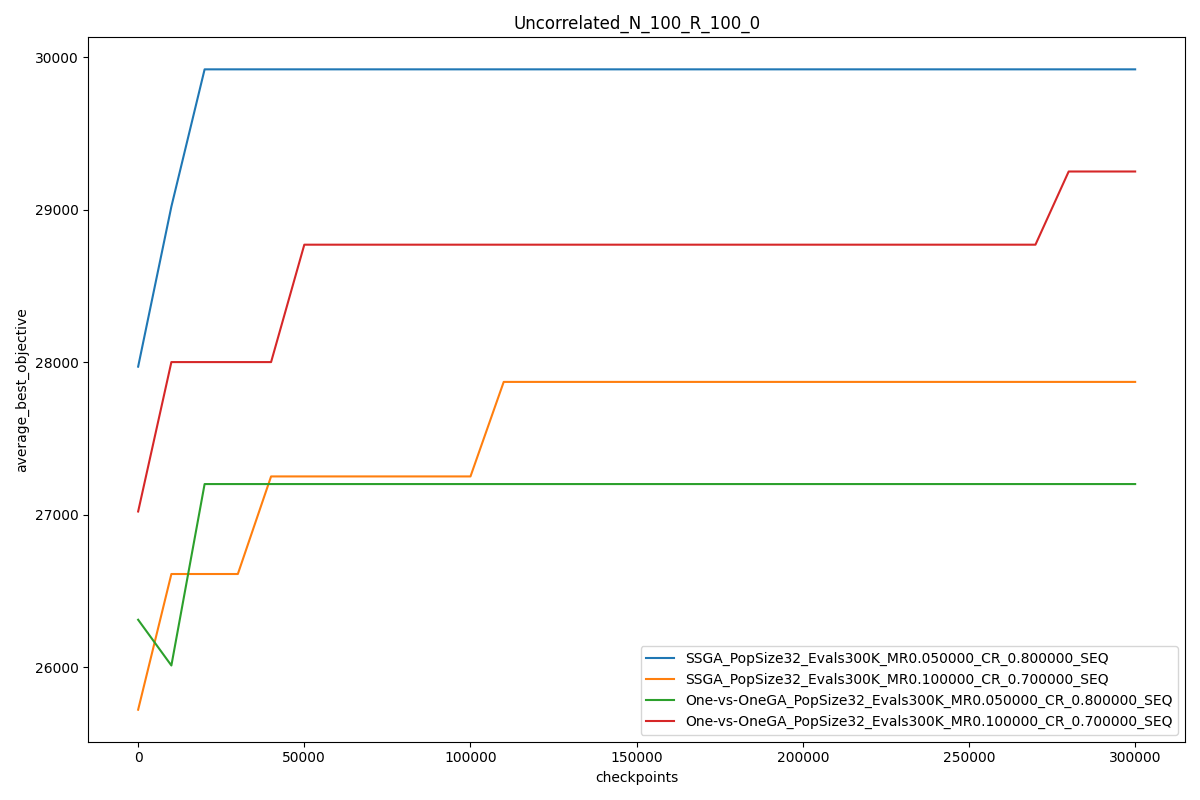 Uncorrelated_N_100_R_100_0
30000
29000
28000
27000
26000
average_best_objective
0
50000
100000
150000
200000
250000
300000
checkpoints
SSGA_PopSize32_Evals300K_MR0.050000_CR_0.800000_SEQ
SSGA_PopSize32_Evals300K_MR0.100000_CR_0.700000_SEQ
One-vs-OneGA_PopSize32_Evals300K_MR0.050000_CR_0.800000_SEQ
One-vs-OneGA_PopSize32_Evals300K_MR0.100000_CR_0.700000_SEQ